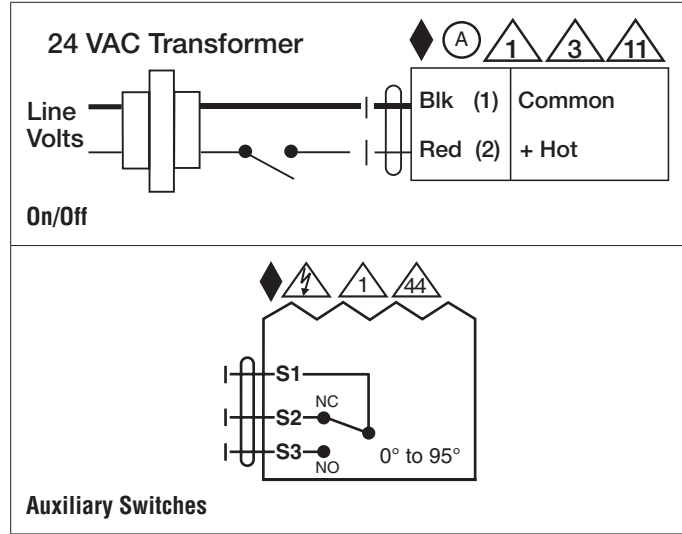 24 VAC Transformer
A 1 3 11
Line Volts
Blk (1) Common
Red (2) + Hot
On/Off
1 44
S1
NC
S2
S3
NO
0° to 95°
Auxiliary Switches